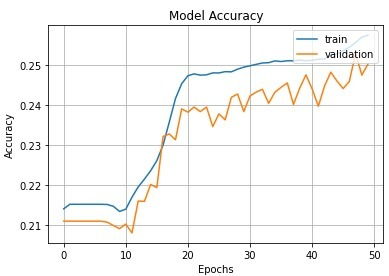 Model Accuracy
train
validation
Accuracy
0.25
0.24
0.23
0.22
0.21
0 10 20 30 40 50
Epochs